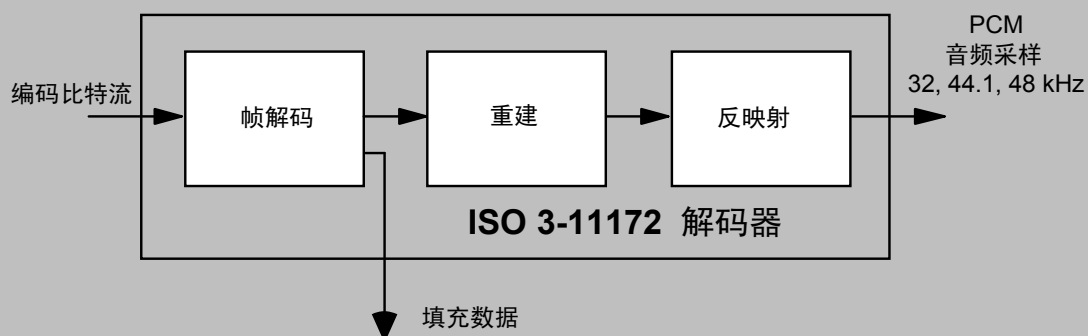 PCM
音频采样
32, 44.1, 48 kHz
编码比特流
帧解码
重建
反映射
ISO 3-11172 解码器
填充数据